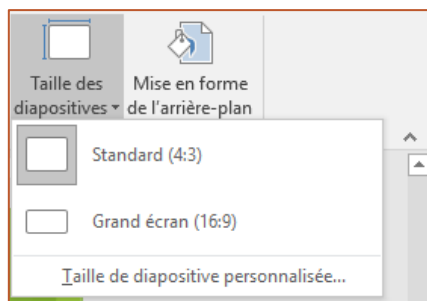 Taille des Mise en forme
diapositives de l'arrière-plan
Standard (4:3)
Grand écran (16:9)
Taille de diapositive personnalisée...